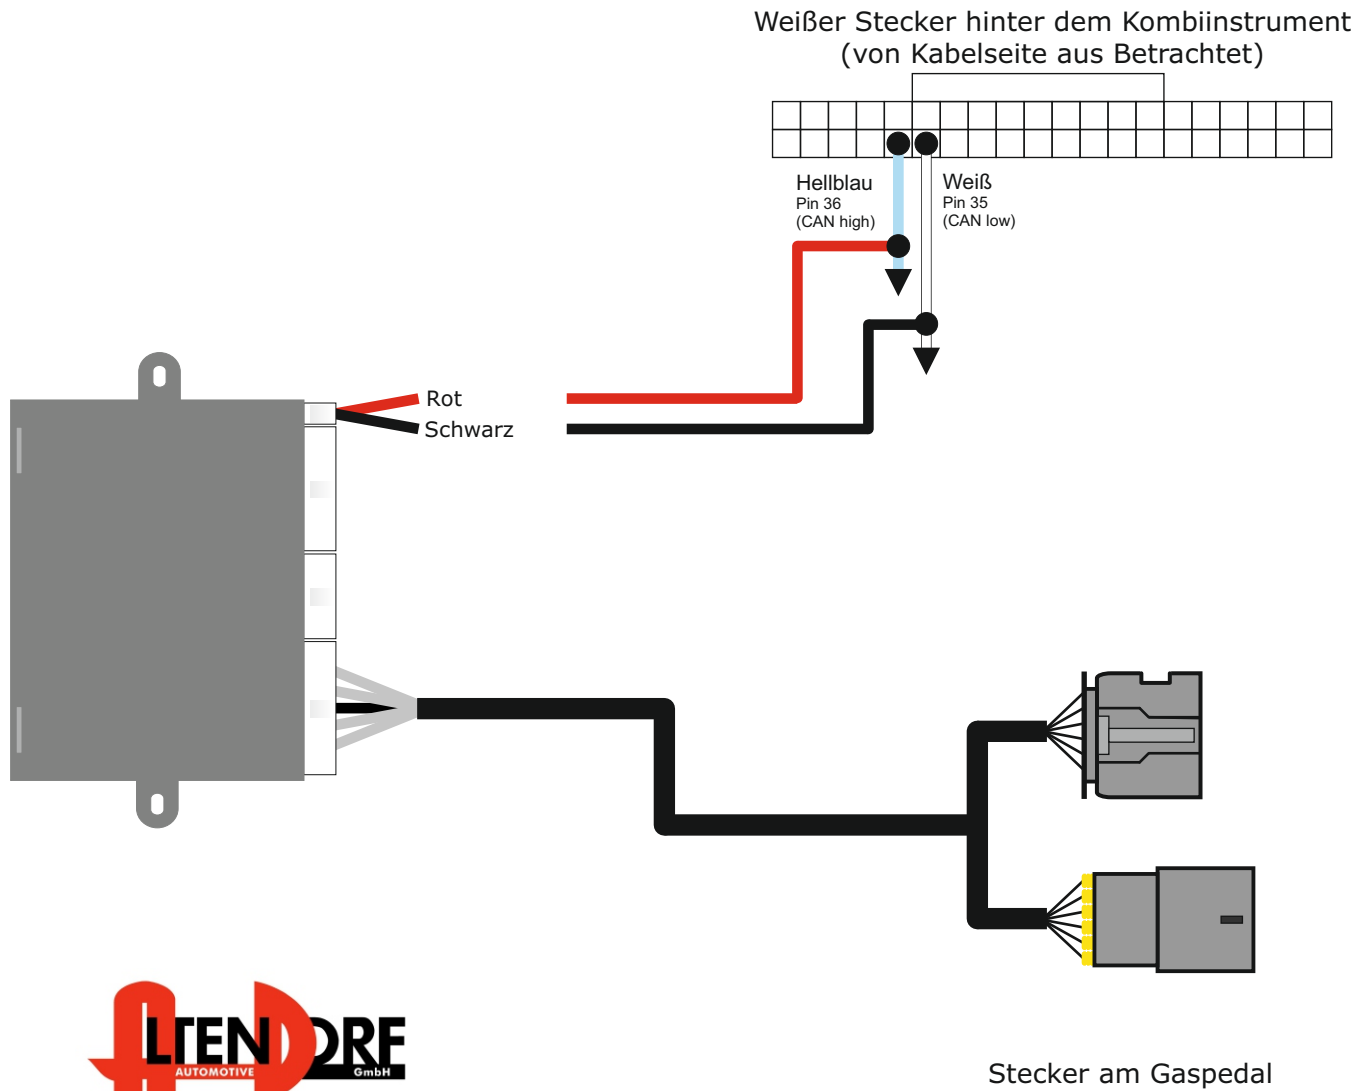 Weißer Stecker hinter dem Kombiinstrument
(von Kabelseite aus Betrachtet)
Hellblau
Pin 36
(CAN high)
Weiß
Pin 35
(CAN low)
Rot
Schwarz
ALTENDORF
AUTOMOTIVE GmbH
Stecker am Gaspedal